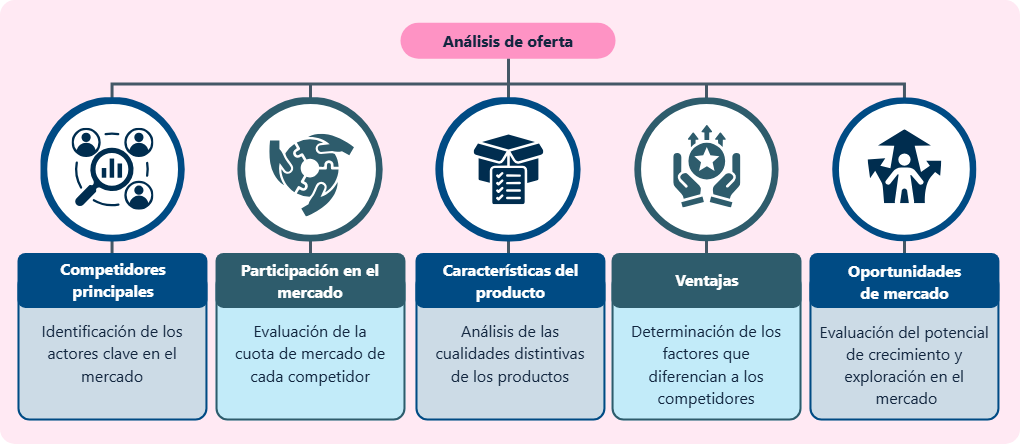 Análisis de oferta
Competidores
principales
Identificación de los
actores clave en el
mercado
Participación en el
mercado
Evaluación de la
cuota de mercado de
cada competidor
Características del
producto
Análisis de las
cualidades distintivas
de los productos
Ventajas
Determinación de los
factores que
diferencian a los
competidores
Oportunidades
de mercado
Evaluación del potencial
de crecimiento y
exploración en el
mercado